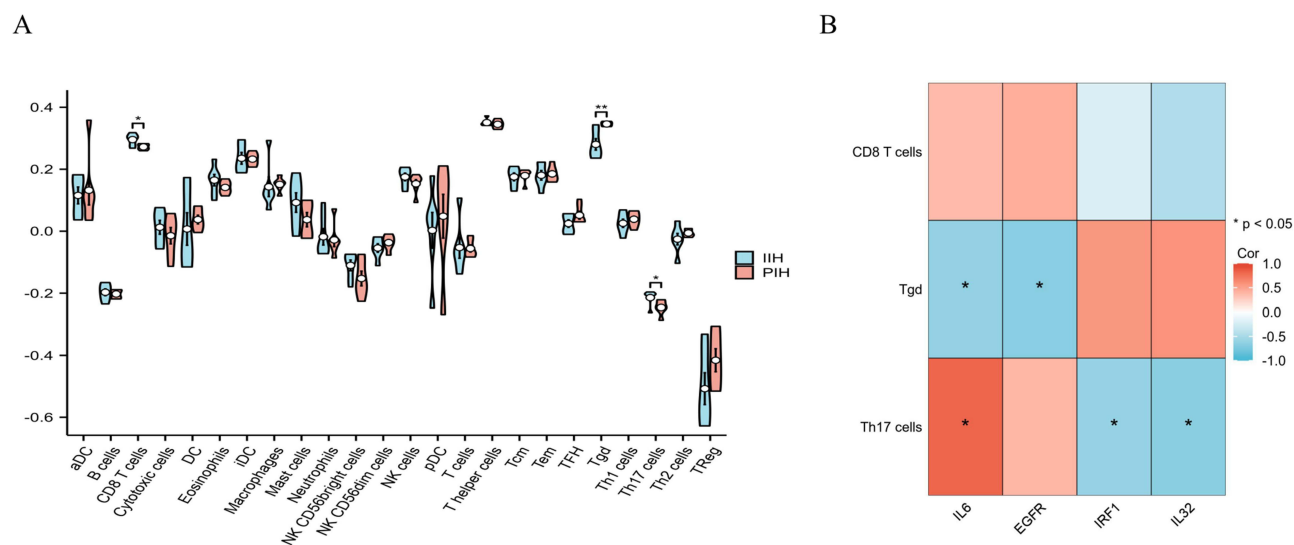 A
B
0.4
0.2
0.0
-0.2
-0.4
-0.6
*
**
*
IIH
PIH
aDC
B cells
CD8 T cells
Cytotoxic cells
DC
Eosinophils
iDC
Macrophages
Mast cells
Neutrophils
NK CD56bright cells
NK CD56dim cells
NK cells
pDC
T cells
T helper cells
Tcm
Tem
TFH
Tgd
Th1 cells
Th17 cells
Th2 cells
TReg
CD8 T cells
Tgd
* *
Th17 cells
* * *
IL6
EGFR
IRF1
IL32
* p < 0.05
Cor
1.0
0.5
0.0
-0.5
-1.0